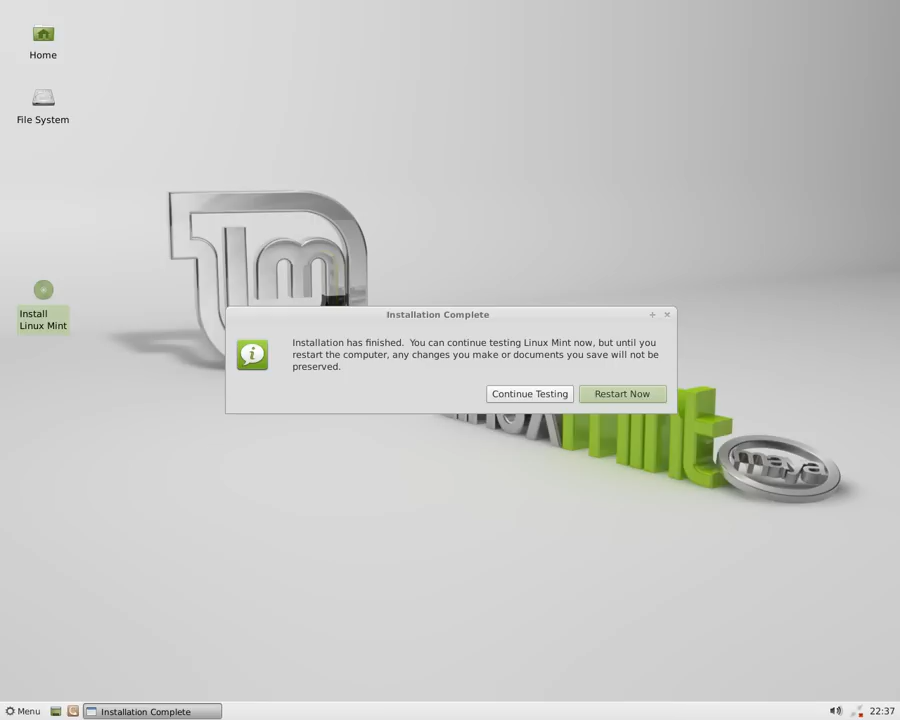 Home
File System
Install
Linux Mint
lm
Installation Complete
Installation has finished.  You can continue testing Linux Mint now, but until you
restart the computer, any changes you make or documents you save will not be
preserved.
Continue Testing
Restart Now
mint
maya
Menu
Installation Complete
22:37